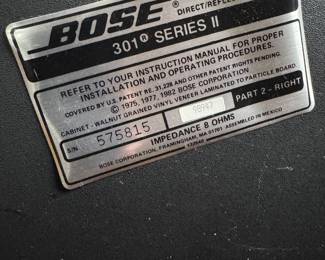 BOSE® DIRECT/REFLE
301® SERIES II
REFER TO YOUR INSTRUCTION MANUAL FOR PROPER
INSTALLATION AND OPERATING PROCEDURES.
COVERED BY U.S. PATENT RE. 31,228 AND OTHER PATENT RIGHTS PENDING
©1975, 1977, 1982 BOSE CORPORATION
CABINET - WALNUT GRAINED VINYL VENEER LAMINATED TO PARTICLE BOARD.
S/N 575815 PART 2 - RIGHT
IMPEDANCE 8 OHMS
BOSE CORPORATION, FRAMINGHAM, MA 01701 ASSEMBLED IN MEXICO